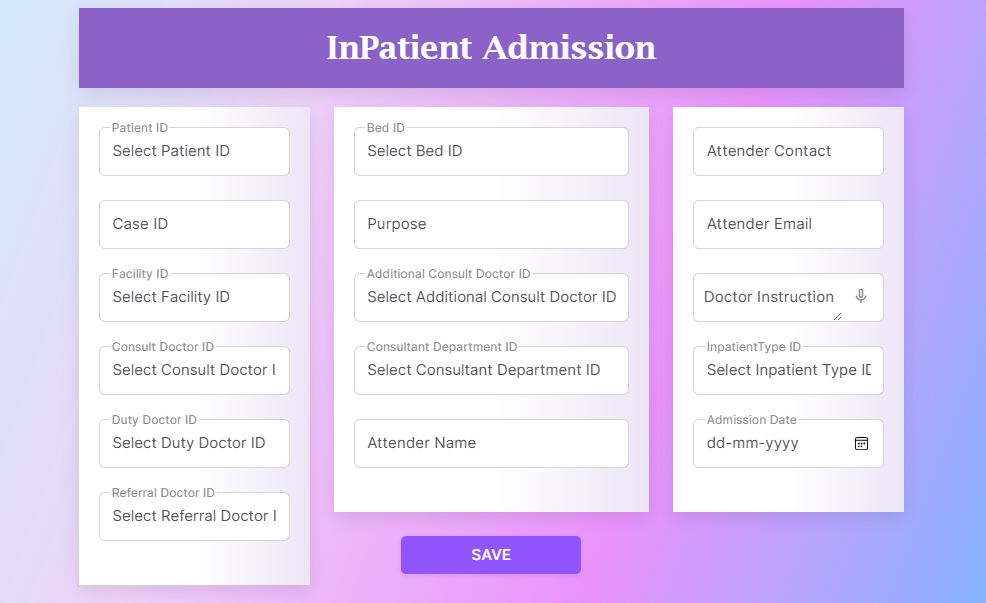 InPatient Admission
Patient ID
Select Patient ID
Case ID
Facility ID
Select Facility ID
Consult Doctor ID
Select Consult Doctor I
Duty Doctor ID
Select Duty Doctor ID
Referral Doctor ID
Select Referral Doctor I
Bed ID
Select Bed ID
Purpose
Additional Consult Doctor ID
Select Additional Consult Doctor ID
Consultant Department ID
Select Consultant Department ID
Attender Name
Attender Contact
Attender Email
Doctor Instruction
InpatientType ID
Select Inpatient Type ID
Admission Date
dd-mm-yyyy
SAVE